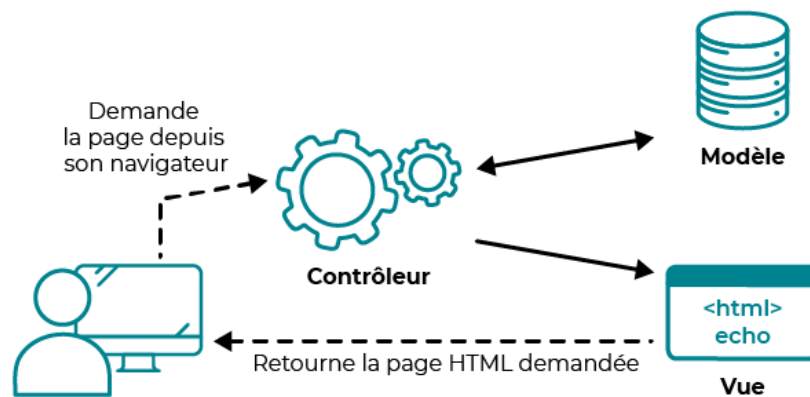 Demande
la page depuis
son navigateur
Contrôleur
Modèle
<html>
echo
Retourne la page HTML demandée
Vue